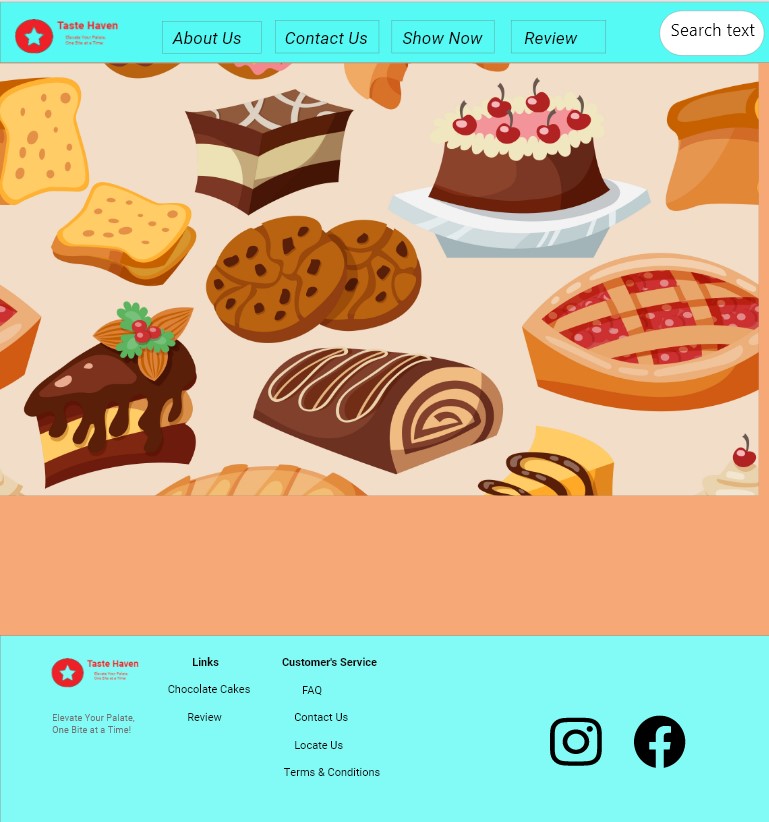 Taste Haven
Elevate Your Palate,
One Bite at a Time.
About Us
Contact Us
Show Now
Review
Search text
Taste Haven
Elevate Your Palate,
One Bite at a Time.
Links
Customer's Service
Chocolate Cakes
FAQ
Review
Contact Us
Locate Us
Terms & Conditions
Elevate Your Palate,
One Bite at a Time!